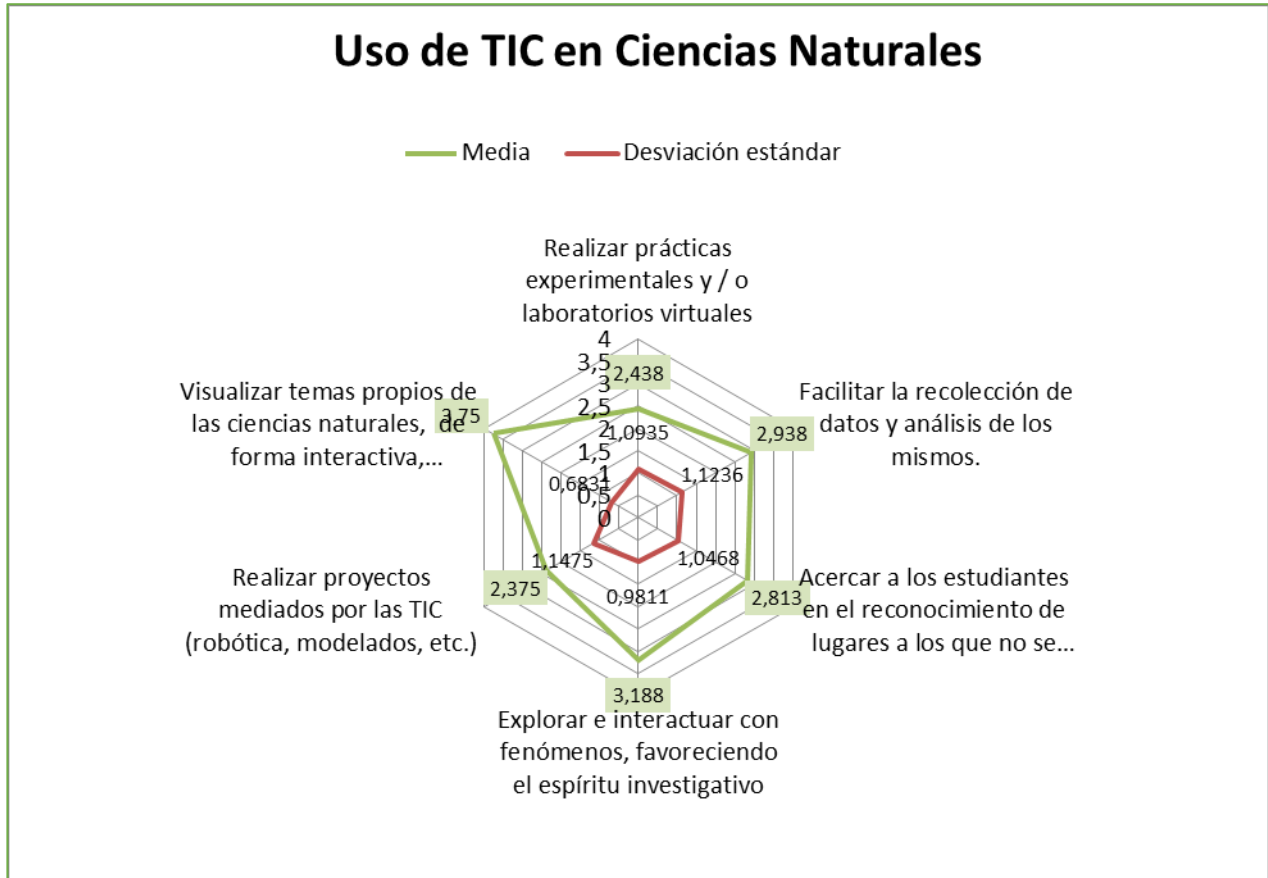 Uso de TIC en Ciencias Naturales
Media
Desviación estándar
Realizar prácticas
experimentales y / o
laboratorios virtuales
4
3,5
3
2,5
2
1,5
1
0,5
0
2,438
1,0935
Facilitar la recolección de
datos y análisis de los
mismos.
2,938
1,1236
Acercar a los estudiantes
en el reconocimiento de
lugares a los que no se...
2,813
1,0468
Explorar e interactuar con
fenómenos, favoreciendo
el espíritu investigativo
3,188
0,9811
Realizar proyectos
mediados por las TIC
(robótica, modelados, etc.)
2,375
1,1475
Visualizar temas propios de
las ciencias naturales, de
forma interactiva,...
3,75